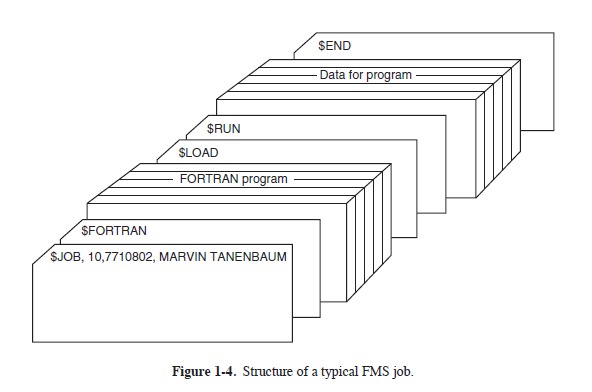 $END
Data for program
$RUN
$LOAD
FORTRAN program
$FORTRAN
$JOB, 10,7710802, MARVIN TANENBAUM
Figure 1-4. Structure of a typical FMS job.